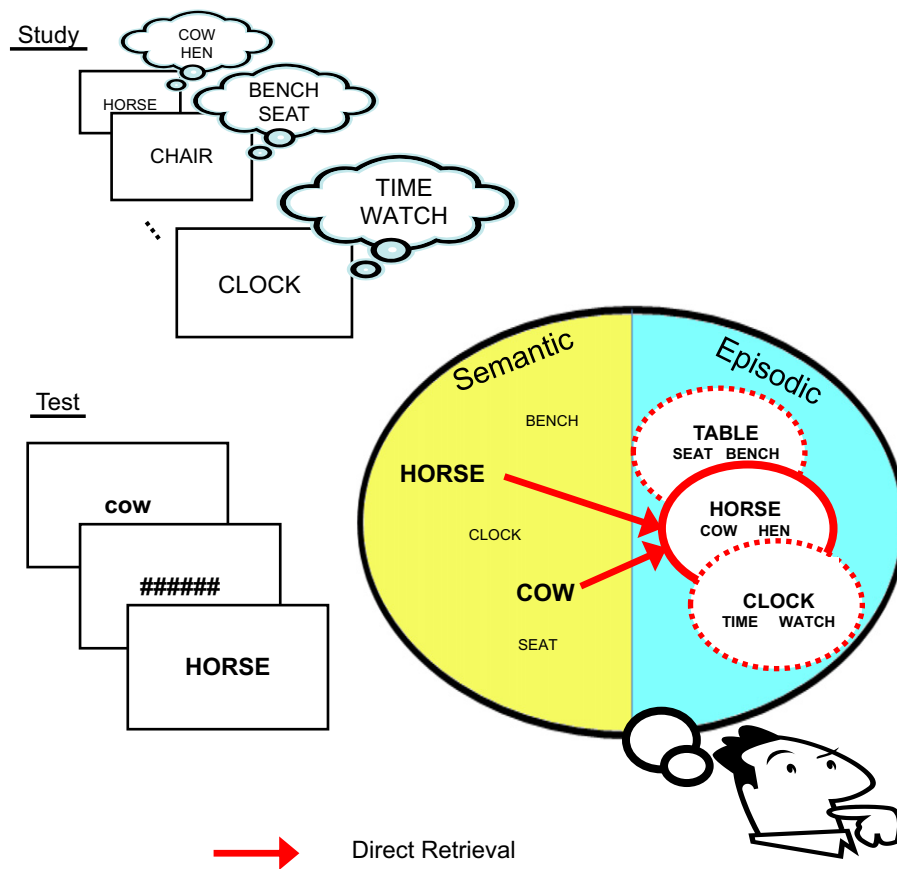 Study
COW
HEN
HORSE
BENCH
SEAT
CHAIR
TIME
WATCH
CLOCK
Test
cow
######
HORSE
Semantic
Episodic
BENCH
HORSE
CLOCK
COW
SEAT
TABLE
SEAT BENCH
HORSE
COW HEN
CLOCK
TIME WATCH
Direct Retrieval